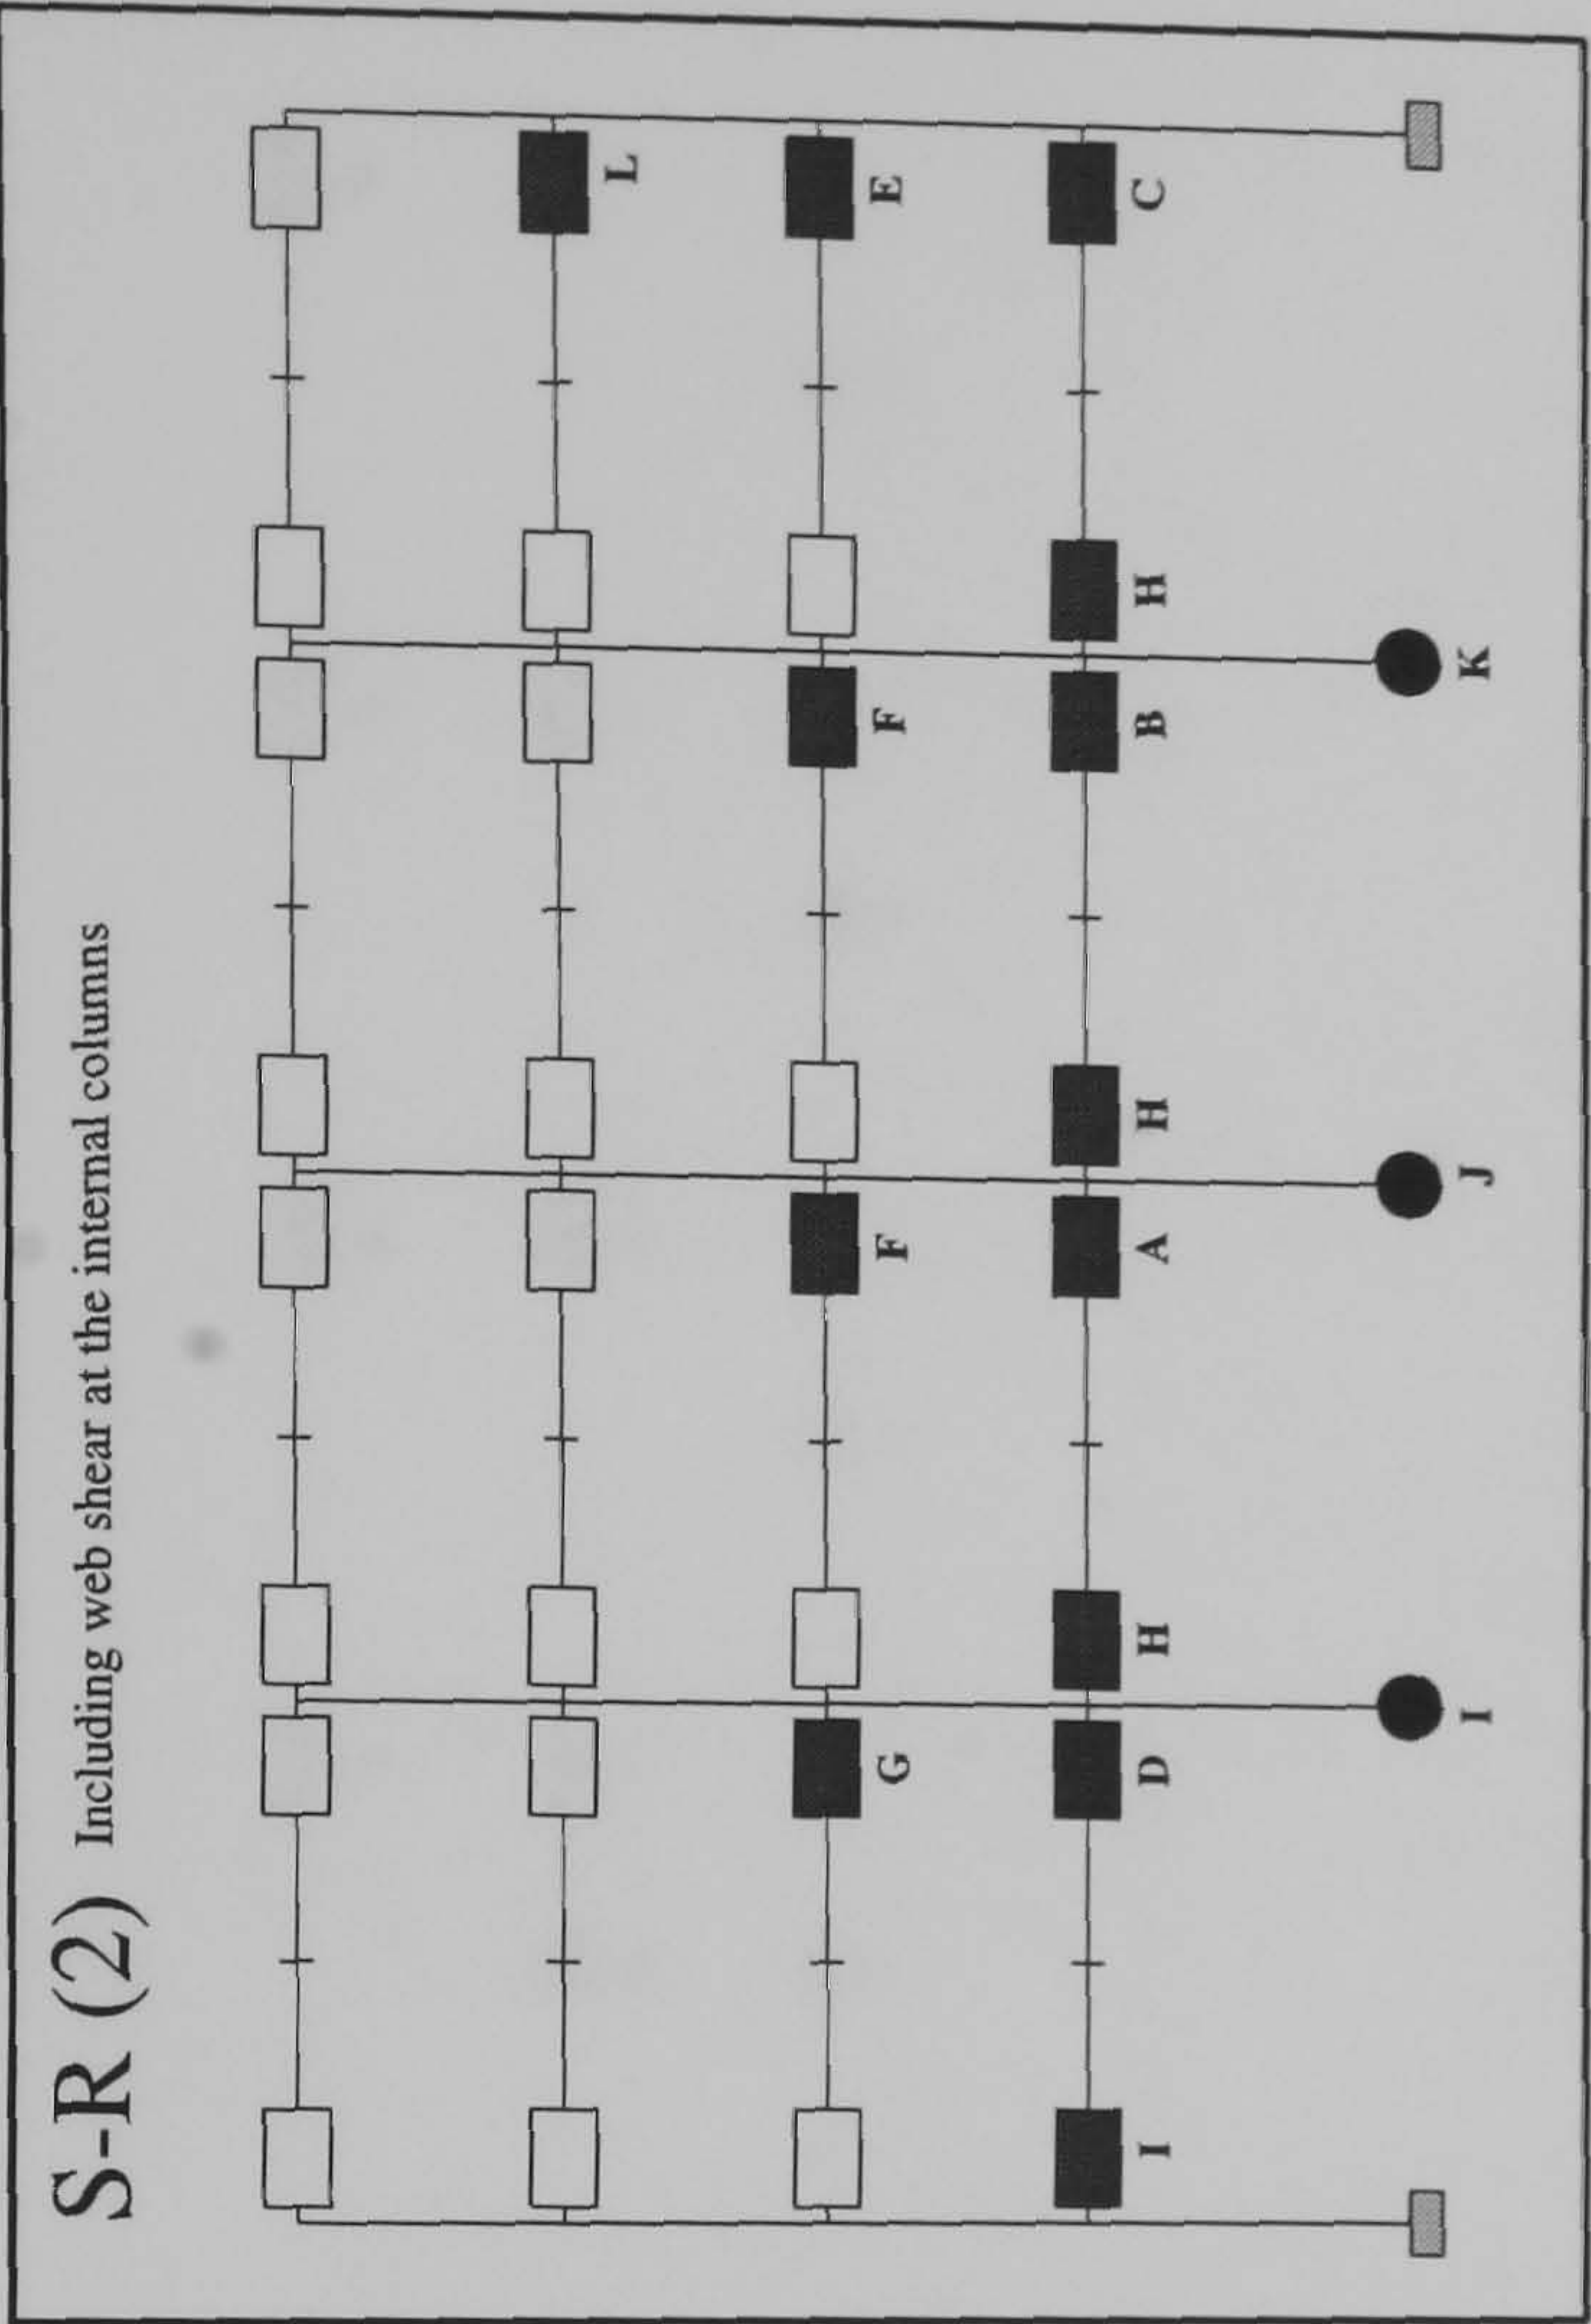 S-R (2) Including web shear at the internal columns
L
G F F E
I D H A H B H C
I J K